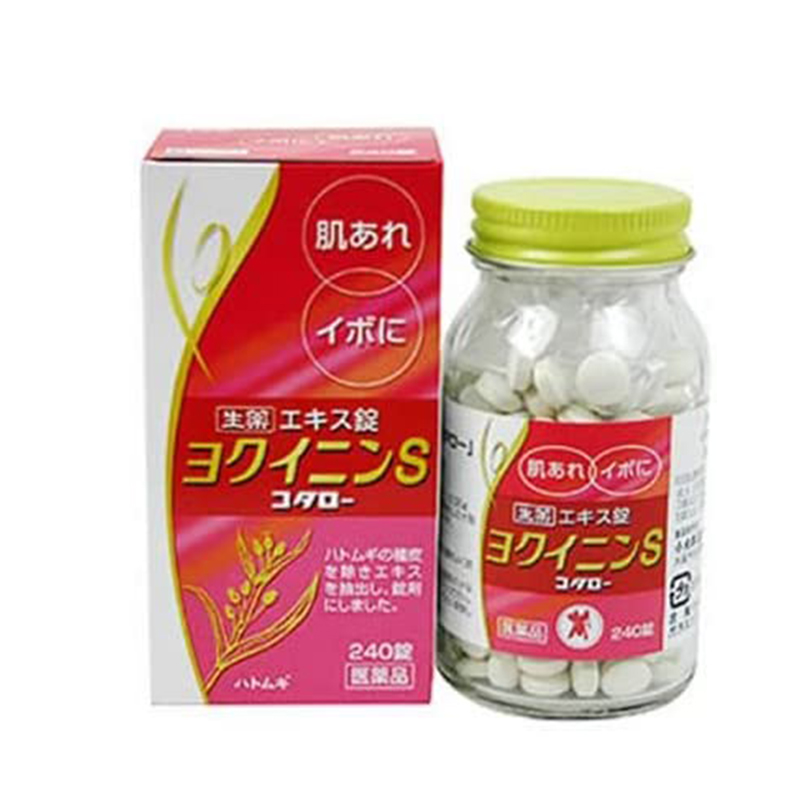 肌あれ
イボに
生薬 エキス錠
ヨクイニンS
コタロー
ハトムギの種皮
を除きエキス
を抽出し、錠剤
にしました。
240錠
医薬品
ハトムギ
肌あれ イボに
生薬 エキス錠
ヨクイニンS
コタロー
医薬品
240錠